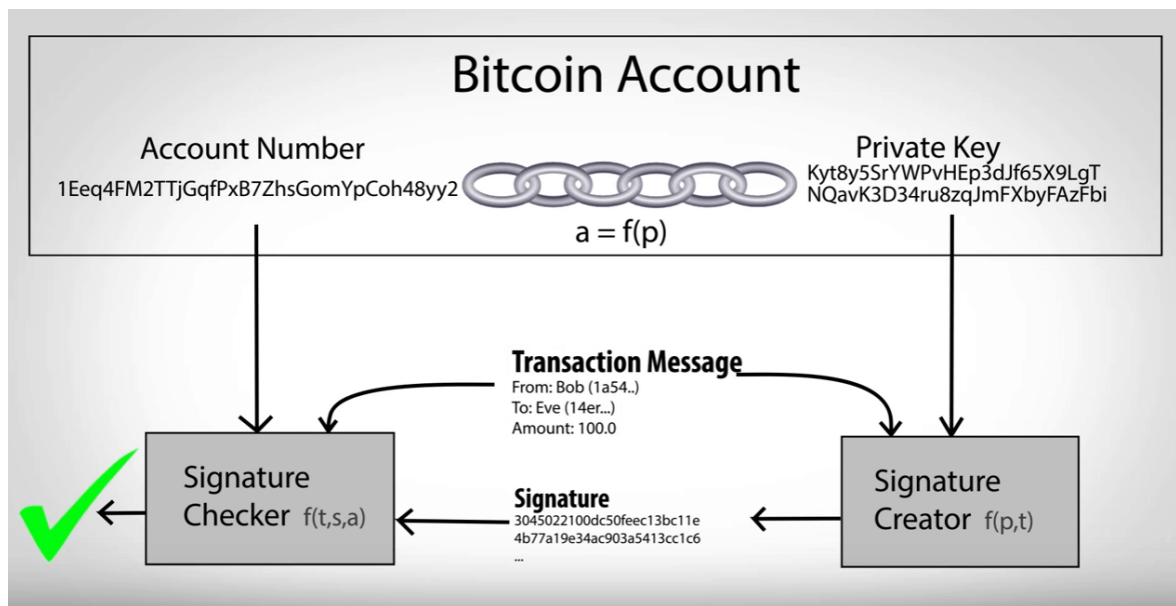 Bitcoin Account
Account Number
1Eeq4FM2TTjGqfPxB7ZhsGomYpCoh48yy2
Private Key
Kyt8y5SrYWPvHEp3dJf65X9LgT
NQavK3D34ru8zqJmFXbyFAzFbi
a = f(p)
Transaction Message
From: Bob (1a54..)
To: Eve (14er...)
Amount: 100.0
Signature
Checker f(t,s,a)
Signature
3045022100dc50feec13bc11e
4b77a19e34ac903a5413cc1c6
...
Signature
Creator f(p,t)